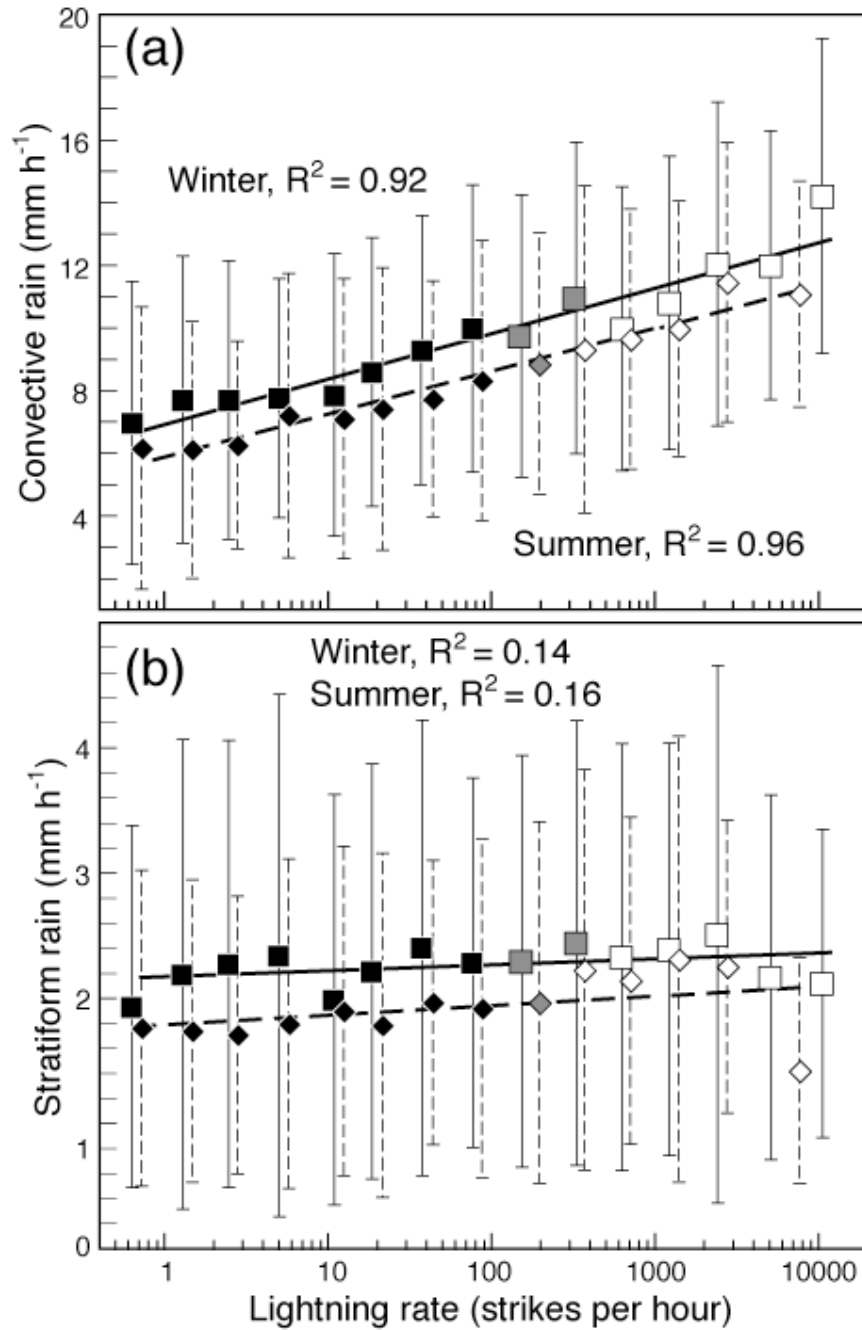 20
(a)
16
Winter, R² = 0.92
12
8
4
Summer, R² = 0.96
Convective rain (mm h⁻¹)
(b)
Winter, R² = 0.14
Summer, R² = 0.16
4
3
2
1
0
Stratiform rain (mm h⁻¹)
1 10 100 1000 10000
Lightning rate (strikes per hour)